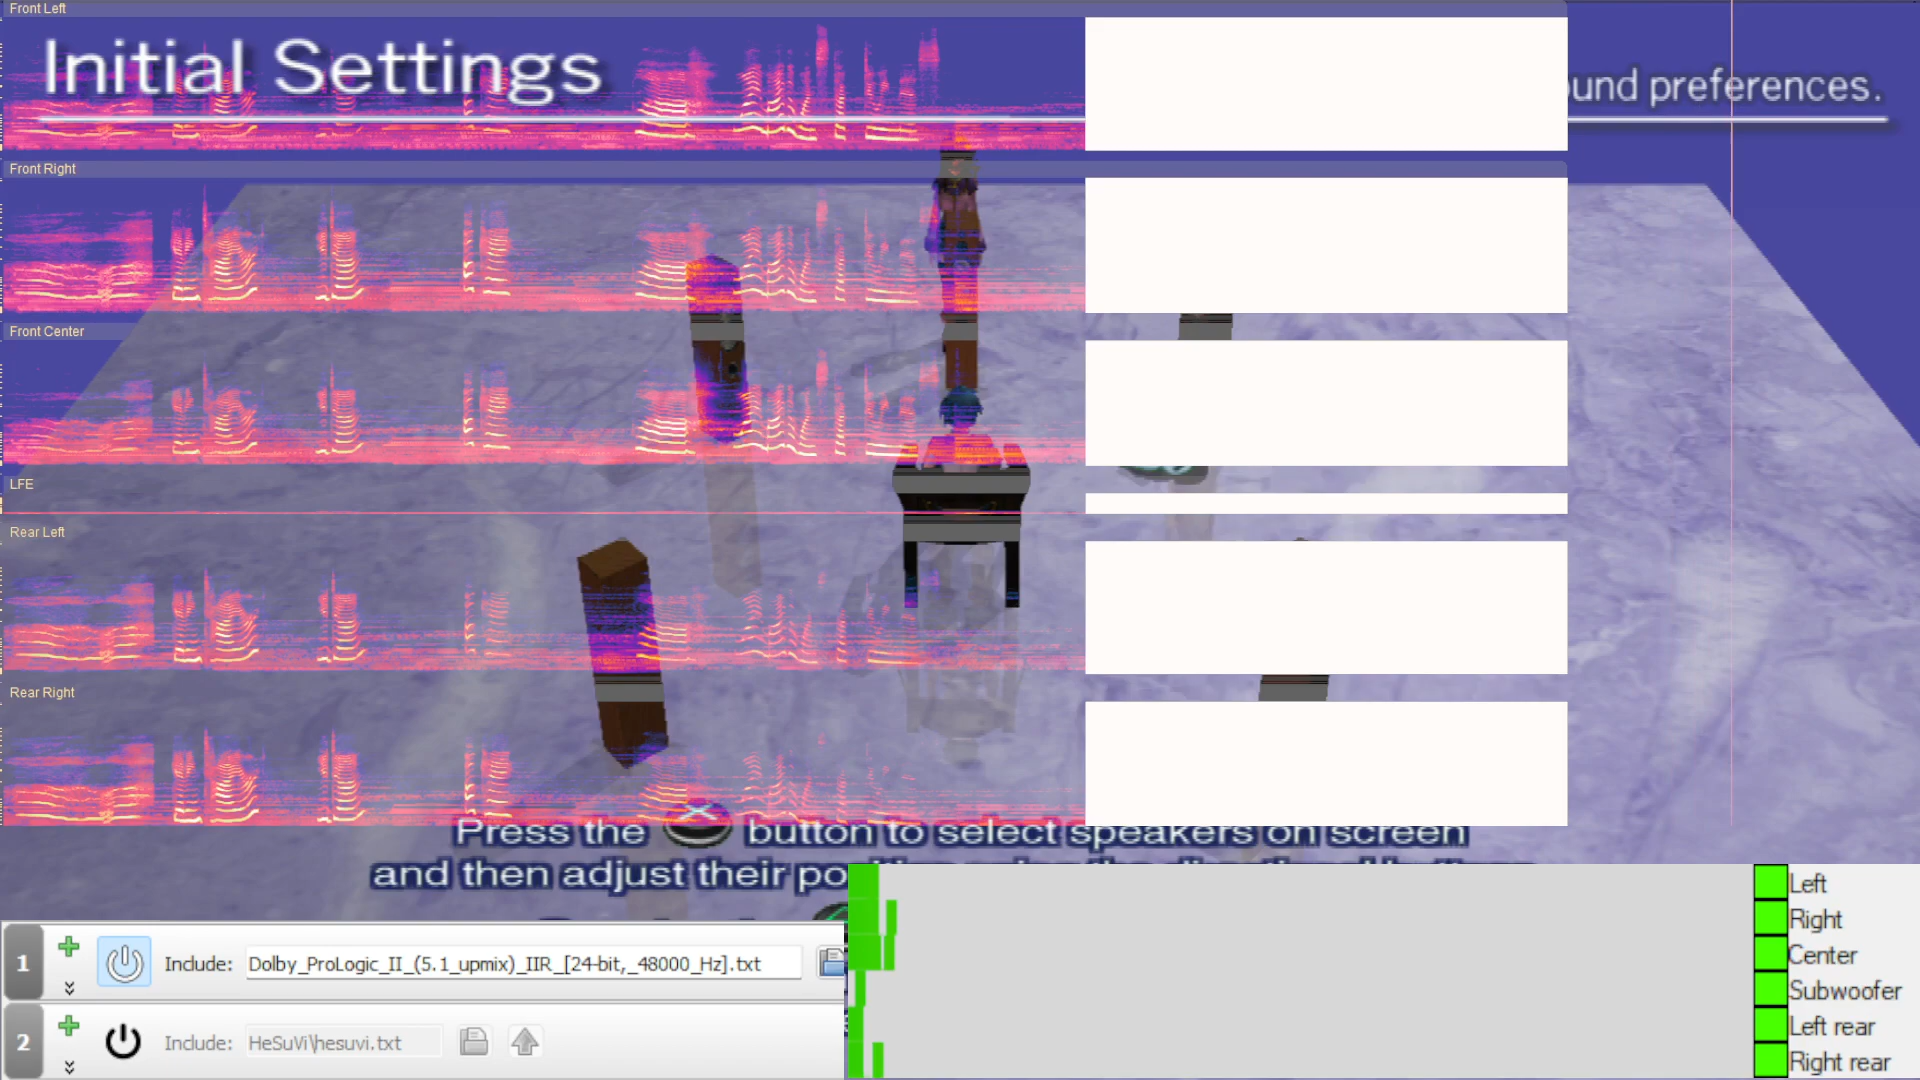 Front Left
Initial Settings
und preferences.
Front Right
Front Center
LFE
Rear Left
Rear Right
Press the button to select speakers on screen
and then adjust their po
Left
Right
Center
Subwoofer
Left rear
Right rear
1 Include: Dolby_ProLogic_II_(5.1_upmix)_IIR_[24-bit,_48000_Hz].txt
2 Include: HeSuVi\hesuvi.txt